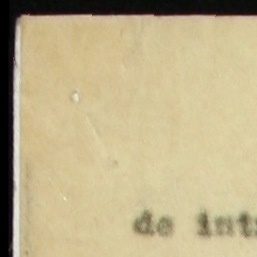 de int